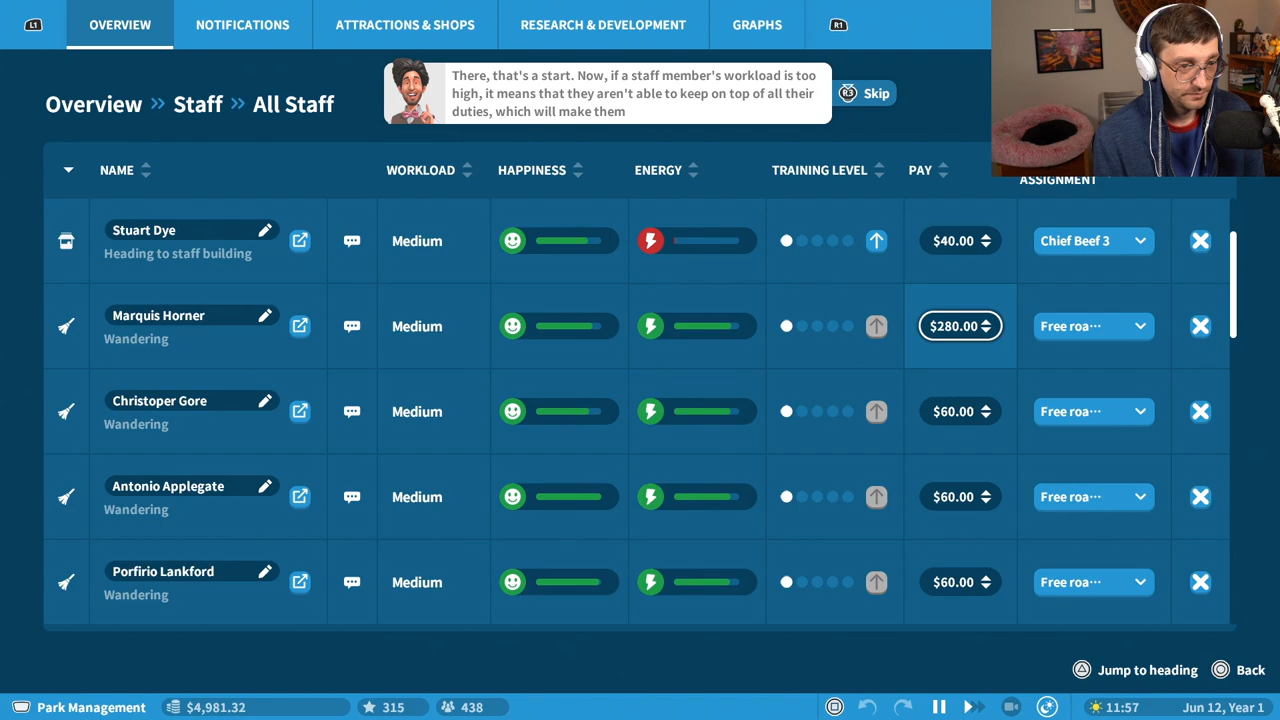 L1
OVERVIEW
NOTIFICATIONS
ATTRACTIONS & SHOPS
RESEARCH & DEVELOPMENT
GRAPHS
R1
Overview » Staff » All Staff
There, that's a start. Now, if a staff member's workload is too
high, it means that they aren't able to keep on top of all their
duties, which will make them
R3 Skip
NAME
WORKLOAD
HAPPINESS
ENERGY
TRAINING LEVEL
PAY
ASSIGNMENT
Stuart Dye
Heading to staff building
Medium
$40.00
Chief Beef 3
Marquis Horner
Wandering
Medium
$280.00
Free roa...
Christoper Gore
Wandering
Medium
$60.00
Free roa...
Antonio Applegate
Wandering
Medium
$60.00
Free roa...
Porfirio Lankford
Wandering
Medium
$60.00
Free roa...
Jump to heading
Back
Park Management
$4,981.32
315
438
11:57
Jun 12, Year 1